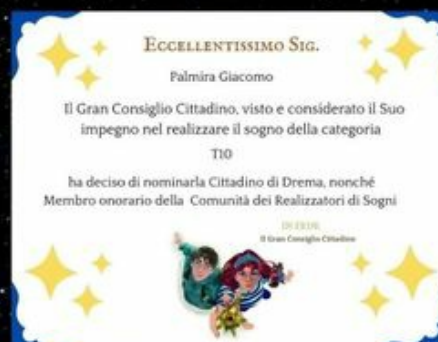 ECCELLENTISSIMO SIG.
Palmira Giacomo
Il Gran Consiglio Cittadino, visto e considerato il Suo
impegno nel realizzare il sogno della categoria
T10
ha deciso di nominarla Cittadino di Drema, nonché
Membro onorario della Comunità dei Realizzatori di Sogni
IN FEDE
Il Gran Consiglio Cittadino